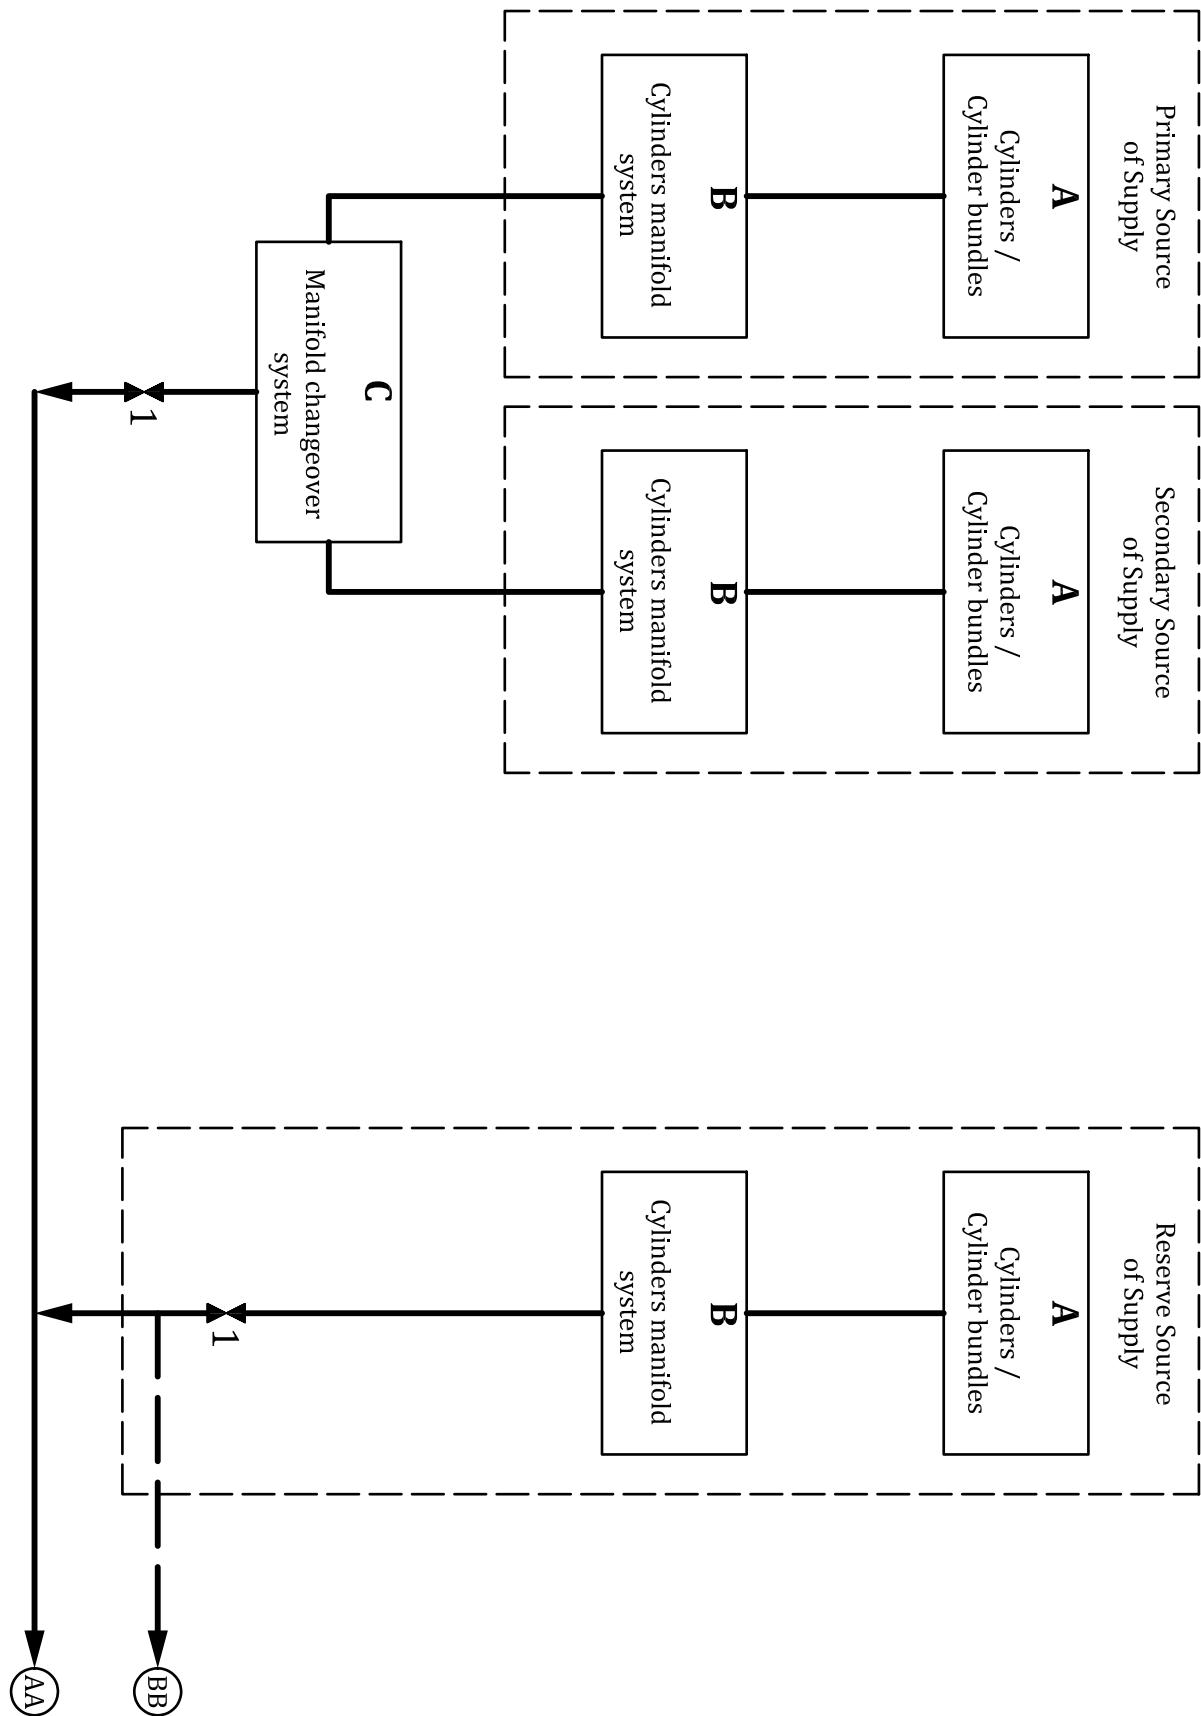 Primary Source
of Supply
A
Cylinders /
Cylinder bundles
B
Cylinders manifold
system
Secondary Source
of Supply
A
Cylinders /
Cylinder bundles
B
Cylinders manifold
system
C
Manifold changeover
system
1
Reserve Source
of Supply
A
Cylinders /
Cylinder bundles
B
Cylinders manifold
system
1
BB
AA